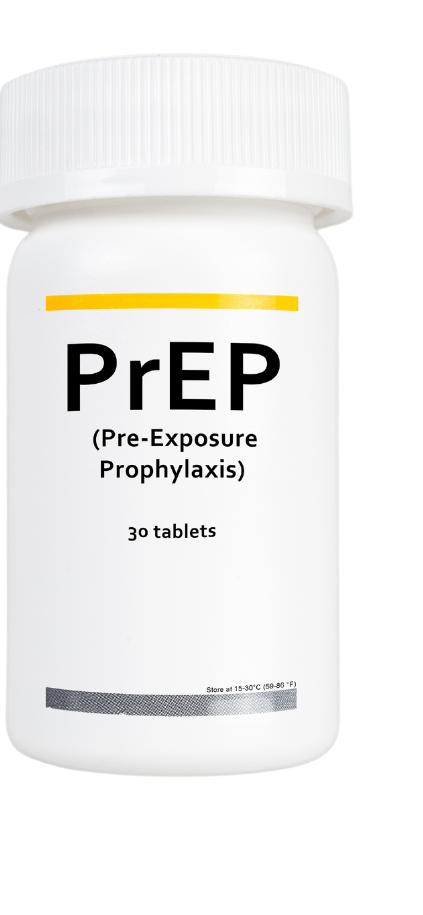 PrEP
(Pre-Exposure
Prophylaxis)
30 tablets
Store at 15-30°C (59-86 °F)